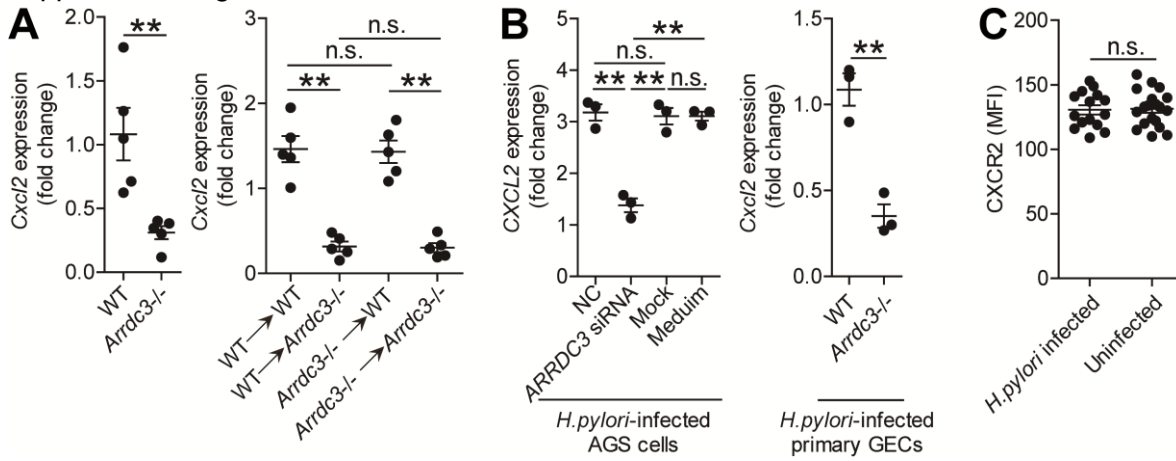 A
Cxcl2 expression
(fold change)
2.0
1.5
1.0
0.5
0.0
**
WT
Arrdc3-/-
Cxcl2 expression
(fold change)
3
2
1
0
n.s.
n.s.
**
**
WT→WT
WT→Arrdc3-/-
Arrdc3-/-→WT
Arrdc3-/-→Arrdc3-/-
B
CXCL2 expression
(fold change)
5
4
3
2
1
0
**
n.s.
** ** n.s.
NC
ARRDC3 siRNA
Mock
Meduim
H.pylori-infected
AGS cells
Cxcl2 expression
(fold change)
1.5
1.0
0.5
0.0
**
WT
Arrdc3-/-
H.pylori-infected
primary GECs
C
CXCR2 (MFI)
200
150
100
50
0
n.s.
H.pylori infected
Uninfected